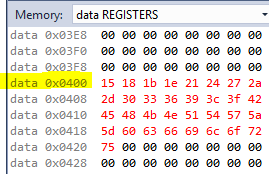 Memory: data REGISTERS
data 0x03E8 00 00 00 00 00 00 00 00
data 0x03F0 00 00 00 00 00 00 00 00
data 0x03F8 00 00 00 00 00 00 00 00
data 0x0400 15 18 1b 1e 21 24 27 2a
data 0x0408 2d 30 33 36 39 3c 3f 42
data 0x0410 45 48 4b 4e 51 54 57 5a
data 0x0418 5d 60 63 66 69 6c 6f 72
data 0x0420 75 00 00 00 00 00 00 00
data 0x0428 00 00 00 00 00 00 00 00